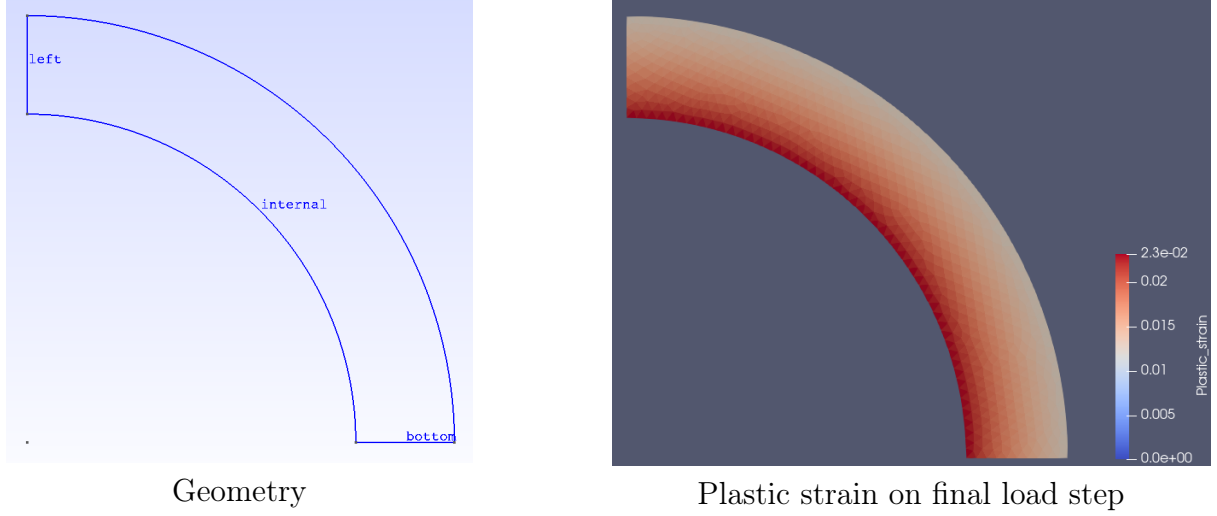 left
internal
bottom
Geometry
2.3e-02
0.02
0.015
0.01
0.005
0.0e+00
Plastic_strain
Plastic strain on final load step